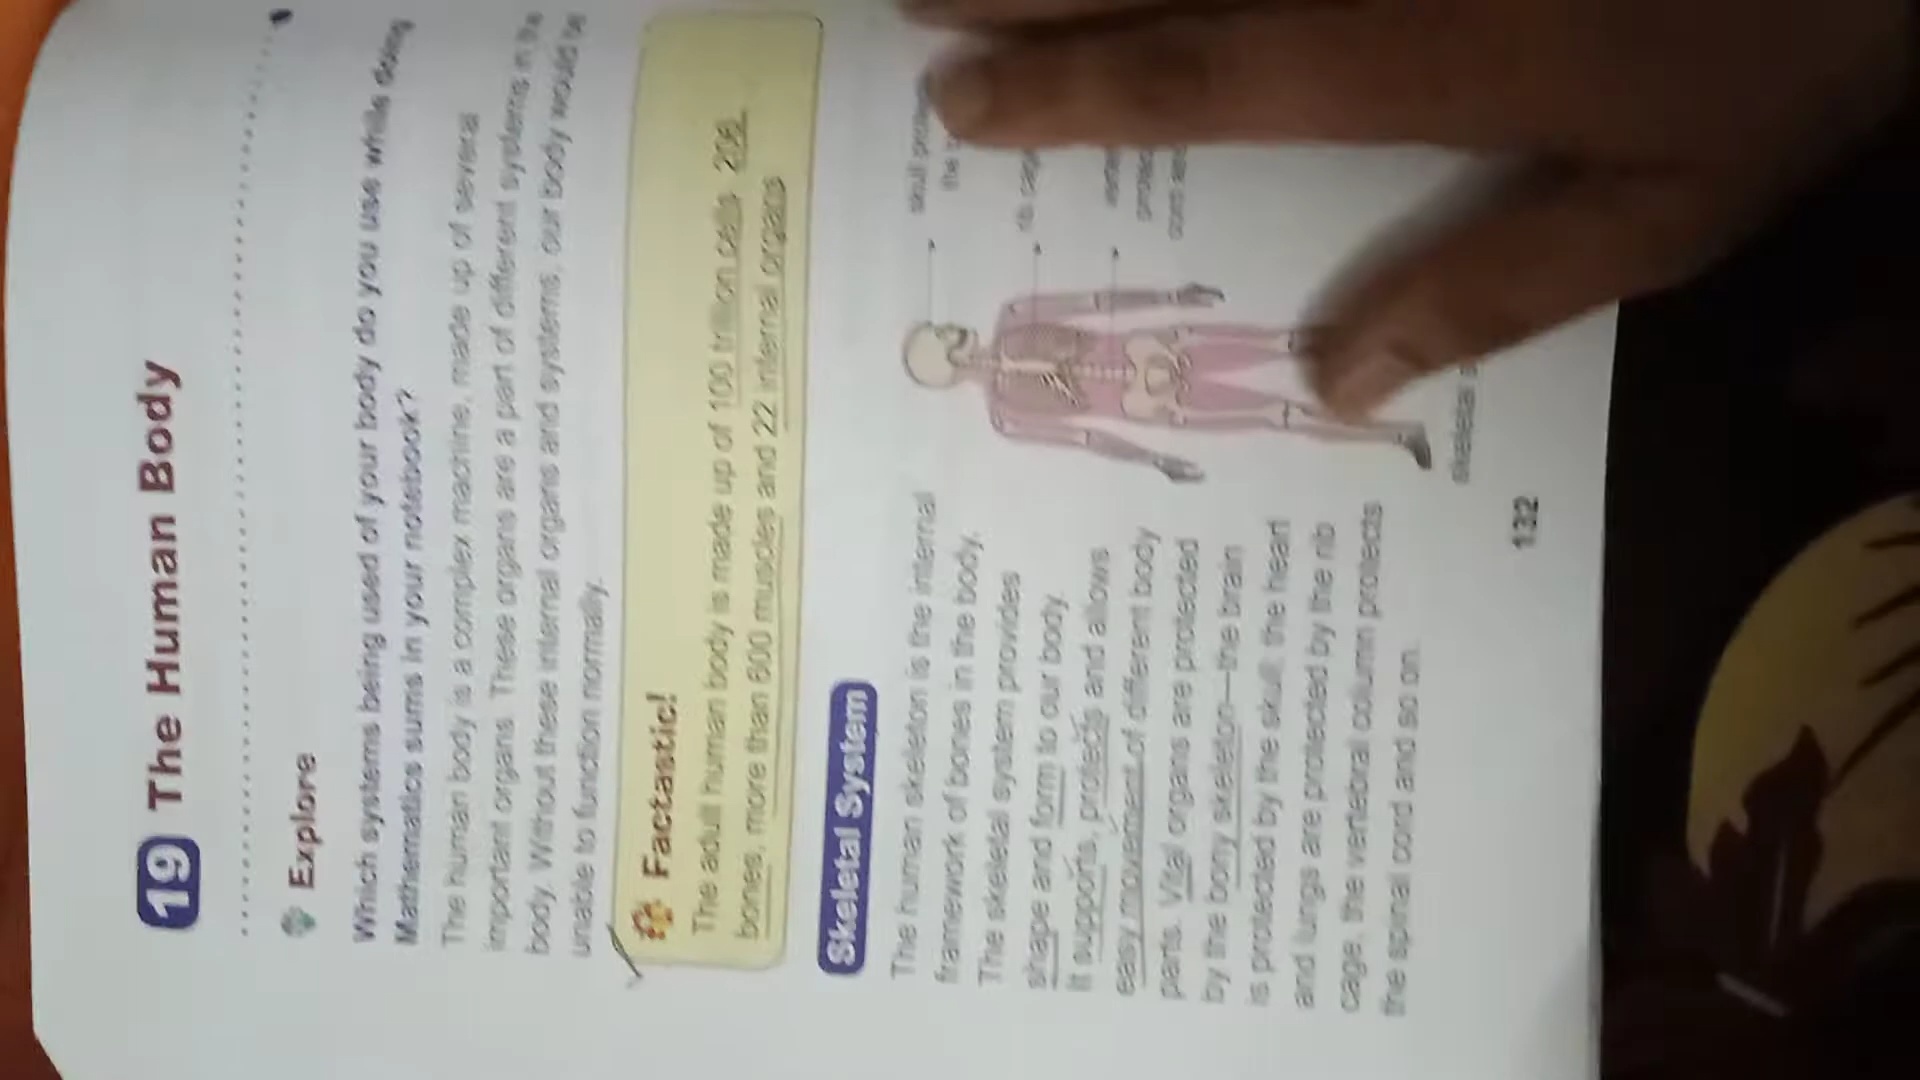 19 The Human Body
Explore
Which systems being used of your body do you use while doing
Mathematics sums in your notebook?
The human body is a complex machine, made up of several
important organs. These organs are a part of different systems in the
body. Without these internal organs and systems, our body would be
unable to function normally.
Factastic!
The adult human body is made up of 100 trillion cells, 206
bones, more than 600 muscles and 22 internal organs
Skeletal System
The human skeleton is the internal
framework of bones in the body.
The skeletal system provides
shape and form to our body.
It supports, protects and allows
easy movement of different body
parts. Vital organs are protected
by the bony skeleton—the brain
is protected by the skull, the heart
and lungs are protected by the rib
cage, the vertebral column protects
the spinal cord and so on.
skull
the
rib cage
cord and
skeletal
132